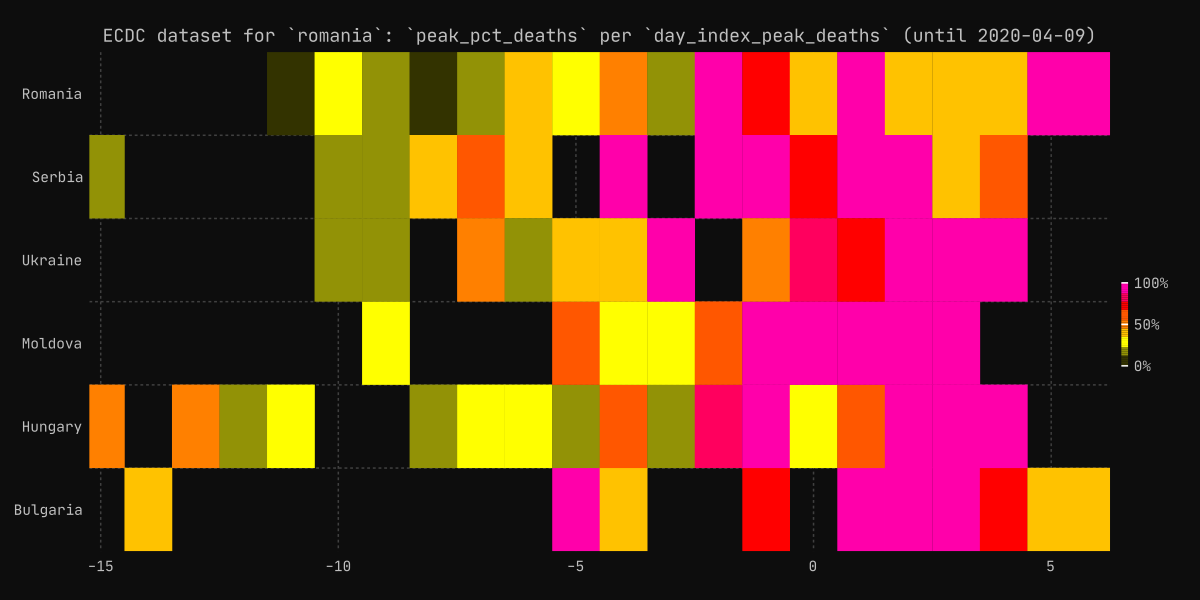 ECDC dataset for `romania`: `peak_pct_deaths` per `day_index_peak_deaths` (until 2020-04-09)
Romania
Serbia
Ukraine
Moldova
Hungary
Bulgaria
-15
-10
-5
0
5
100%
50%
0%